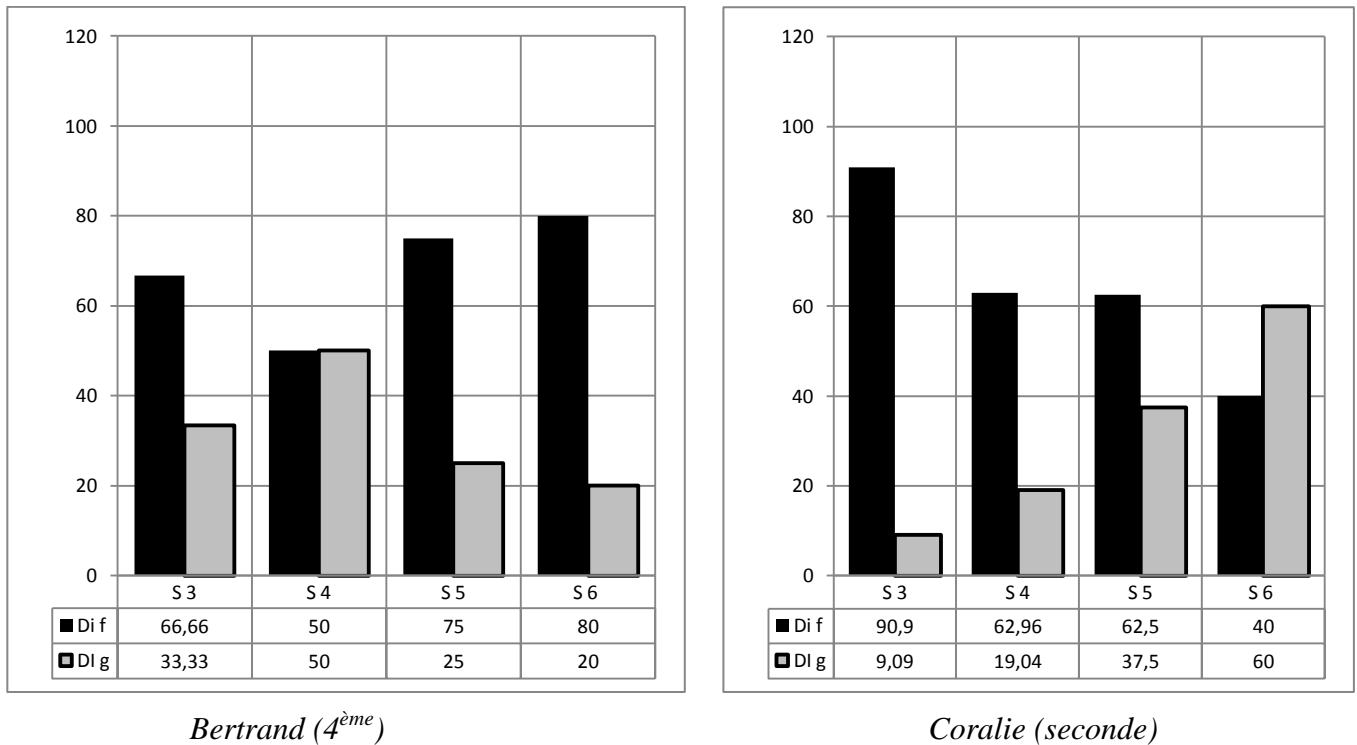 120
100
80
60
40
20
0
S 3 S 4 S 5 S 6
Di f 66,66 50 75 80
DI g 33,33 50 25 20
Bertrand (4ème)
120
100
80
60
40
20
0
S 3 S 4 S 5 S 6
Di f 90,9 62,96 62,5 40
DI g 9,09 19,04 37,5 60
Coralie (seconde)